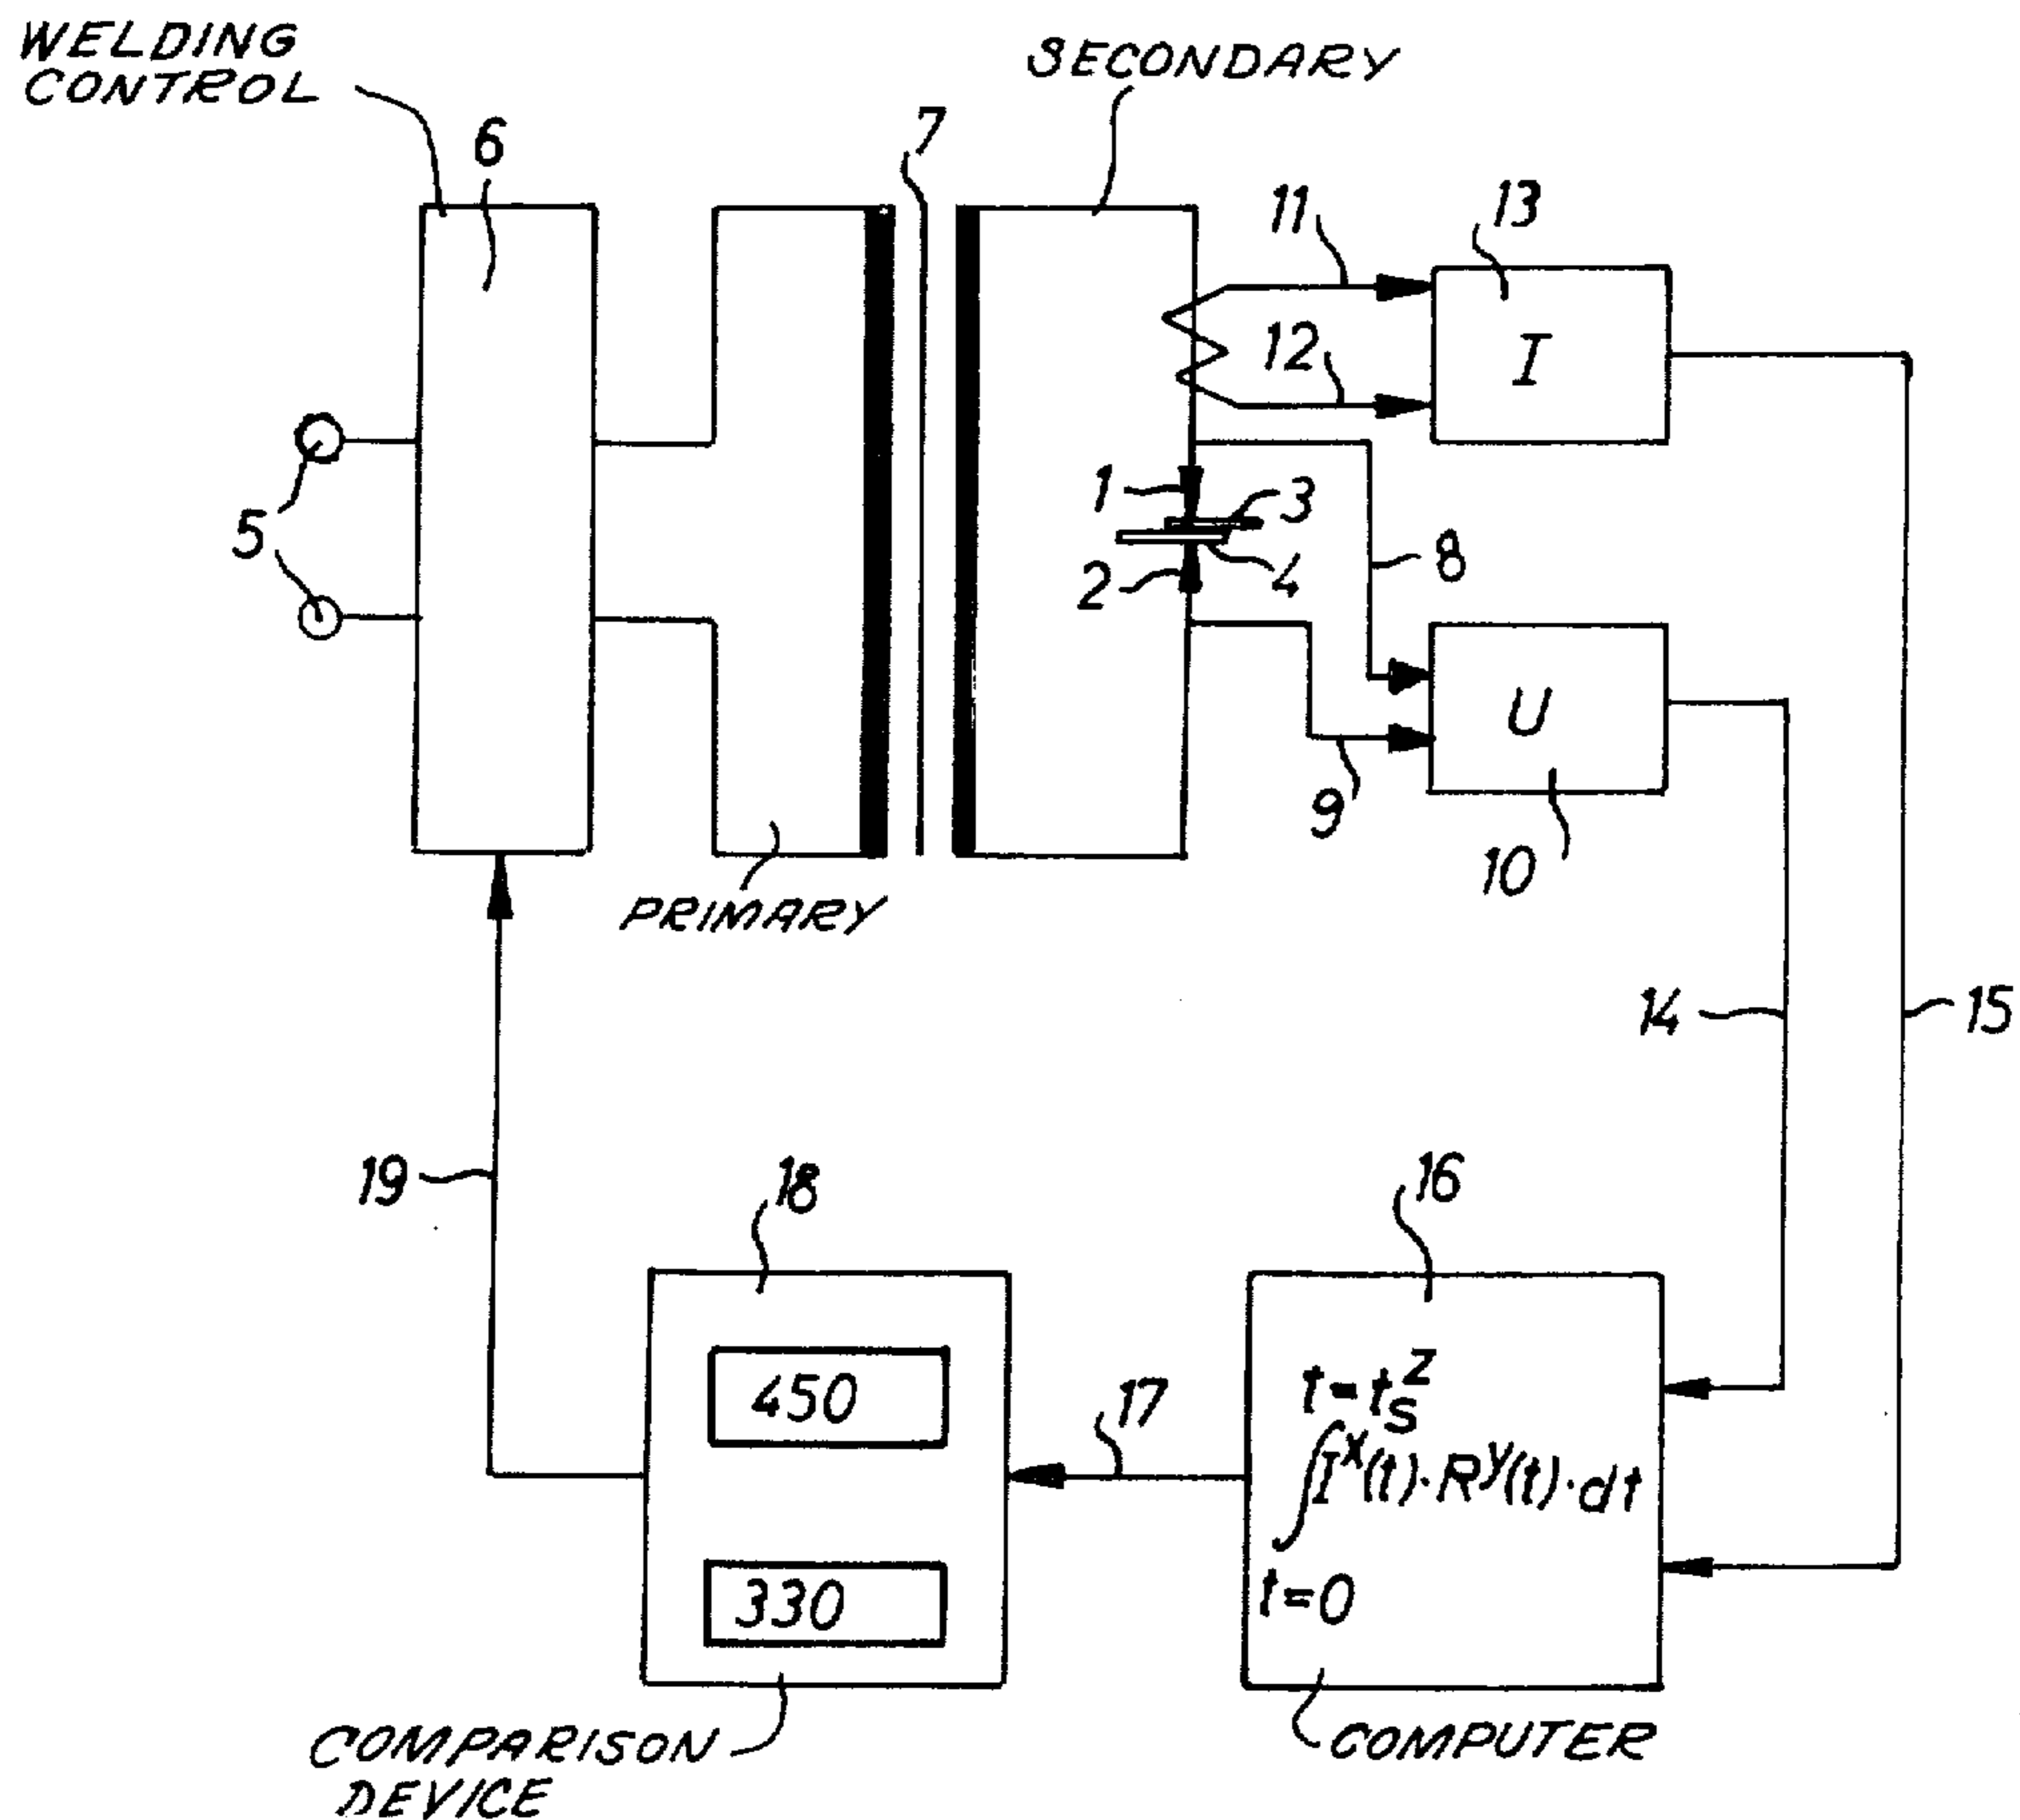 WELDING
CONTROL
SECONDARY
6
7
11
13
I
12
1
3
5
2
4
8
U
9
10
PRIMARY
14
15
19
18
16
450
17
t=t_s^z
∫I^x(t)·R^y(t)·dt
330
t=0
COMPARISON
DEVICE
COMPUTER